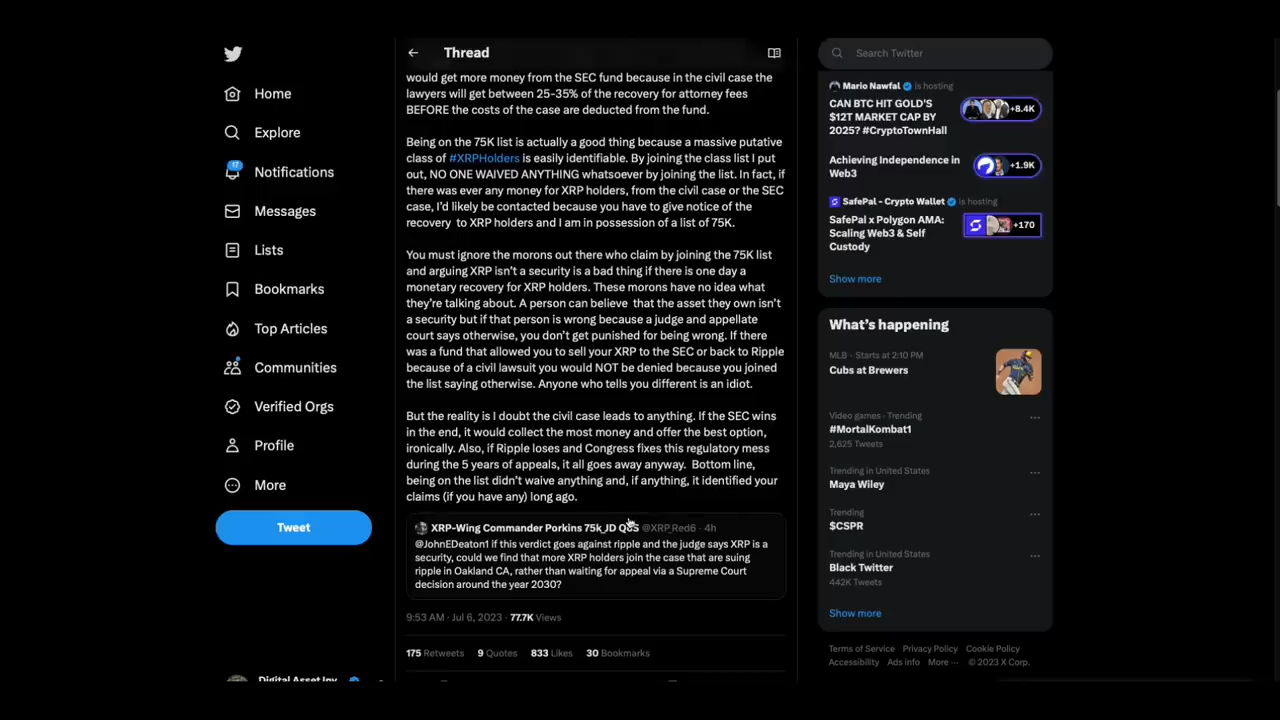 Home
Explore
17
Notifications
Messages
Lists
Bookmarks
Top Articles
Communities
Verified Orgs
Profile
More
Tweet
Digital Asset Inv
Thread
would get more money from the SEC fund because in the civil case the
lawyers will get between 25-35% of the recovery for attorney fees
BEFORE the costs of the case are deducted from the fund.
Being on the 75K list is actually a good thing because a massive putative
class of #XRPHolders is easily identifiable. By joining the class list I put
out, NO ONE WAIVED ANYTHING whatsoever by joining the list. In fact, if
there was ever any money for XRP holders, from the civil case or the SEC
case, I'd likely be contacted because you have to give notice of the
recovery to XRP holders and I am in possession of a list of 75K.
You must ignore the morons out there who claim by joining the 75K list
and arguing XRP isn't a security is a bad thing if there is one day a
monetary recovery for XRP holders. These morons have no idea what
they're talking about. A person can believe that the asset they own isn't
a security but if that person is wrong because a judge and appellate
court says otherwise, you don't get punished for being wrong. If there
was a fund that allowed you to sell your XRP to the SEC or back to Ripple
because of a civil lawsuit you would NOT be denied because you joined
the list saying otherwise. Anyone who tells you different is an idiot.
But the reality is I doubt the civil case leads to anything. If the SEC wins
in the end, it would collect the most money and offer the best option,
ironically. Also, if Ripple loses and Congress fixes this regulatory mess
during the 5 years of appeals, it all goes away anyway. Bottom line,
being on the list didn't waive anything and, if anything, it identified your
claims (if you have any) long ago.
XRP-Wing Commander Porkins 75k JD @XRP_Red6 · 4h
@JohnEDeaton1 if this verdict goes against ripple and the judge says XRP is a
security, could we find that more XRP holders join the case that are suing
ripple in Oakland CA, rather than waiting for appeal via a Supreme Court
decision around the year 2030?
9:53 AM · Jul 6, 2023 · 77.7K Views
175 Retweets 9 Quotes 833 Likes 30 Bookmarks
Search Twitter
Mario Nawfal is hosting
CAN BTC HIT GOLD'S
$12T MARKET CAP BY
2025? #CryptoTownHall
+8.4K
Achieving Independence in
Web3
+1.9K
SafePal - Crypto Wallet is hosting
SafePal x Polygon AMA:
Scaling Web3 & Self
Custody
+170
Show more
What's happening
MLB · Starts at 2:10 PM
Cubs at Brewers
Video games · Trending
#MortalKombat1
2,625 Tweets
Trending in United States
Maya Wiley
Trending
$CSPR
Trending in United States
Black Twitter
442K Tweets
Show more
Terms of Service Privacy Policy Cookie Policy
Accessibility Ads info More ··· © 2023 X Corp.